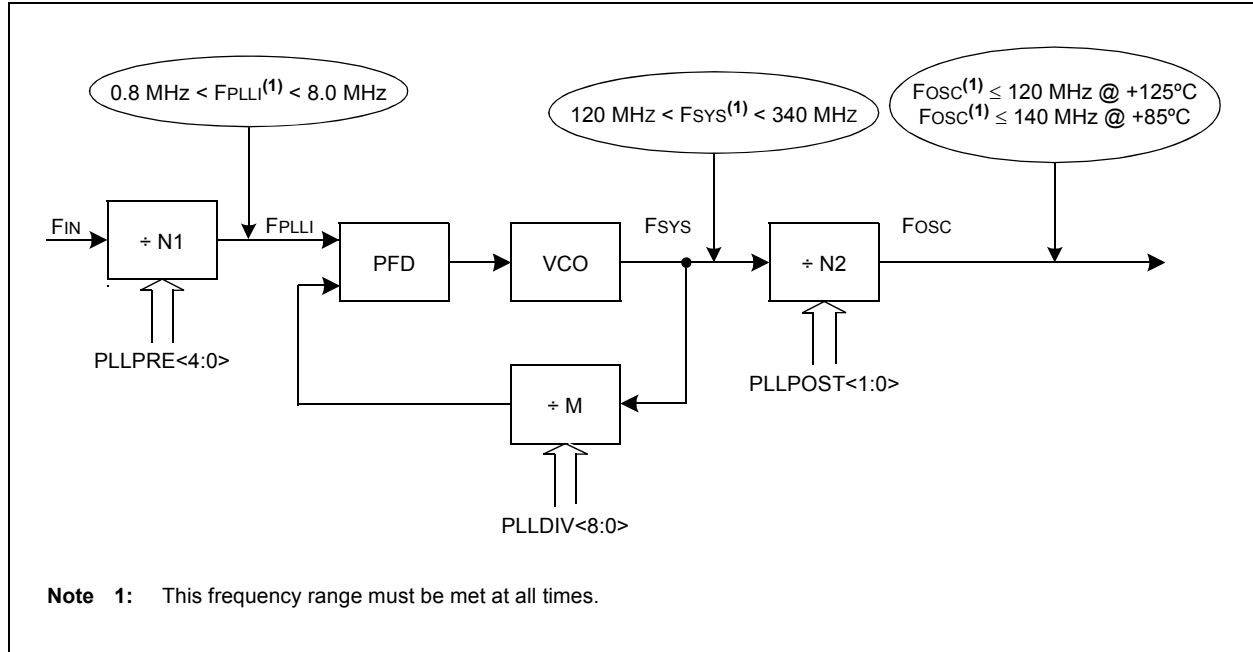 0.8 MHz < FPLLI(1) < 8.0 MHz
120 MHZ < FSYS(1) < 340 MHZ
FOSC(1) ≤ 120 MHz @ +125ºC
FOSC(1) ≤ 140 MHz @ +85ºC
FIN
÷ N1
FPLLI
PFD
VCO
FSYS
÷ N2
FOSC
PLLPRE<4:0>
÷ M
PLLPOST<1:0>
PLLDIV<8:0>
Note 1: This frequency range must be met at all times.